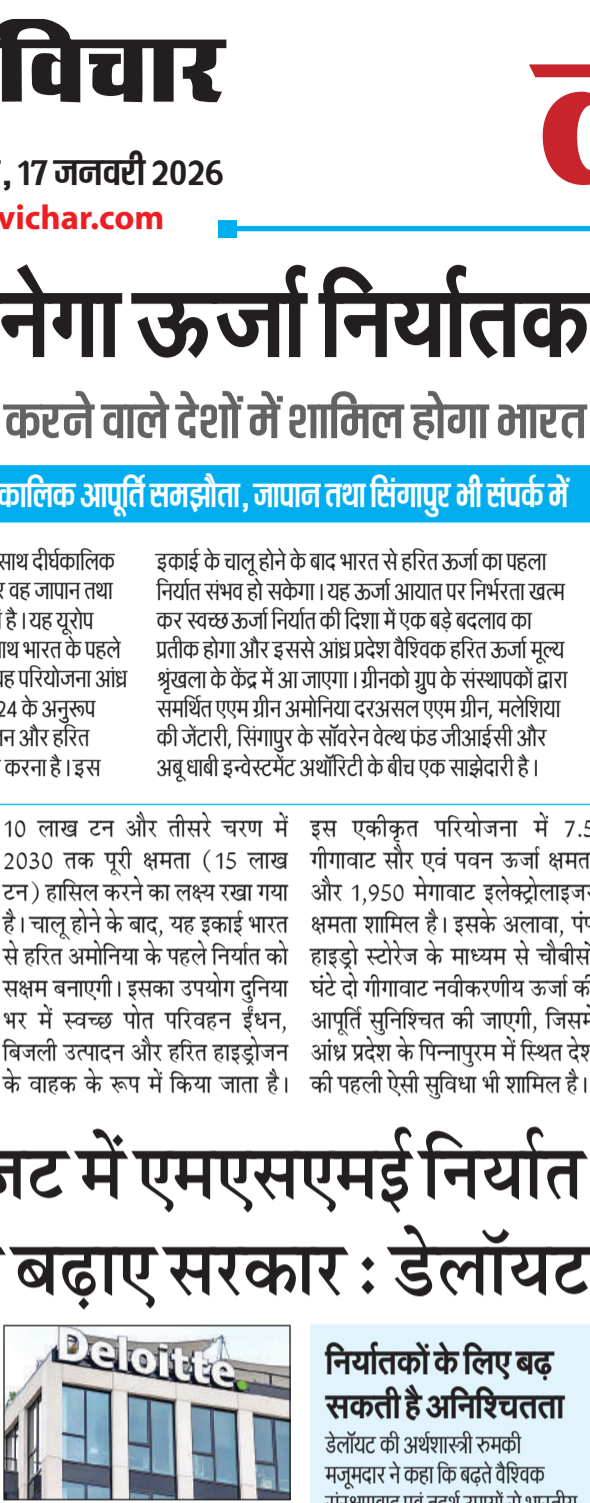 विचार
, 17 जनवरी 2026
vichar.com
नेगा ऊर्जा निर्यातक
करने वाले देशों में शामिल होगा भारत
कालिक आपूर्ति समझौता, जापान तथा सिंगापुर भी संपर्क में
साथ दीर्घकालिक
र वह जापान तथा
ं है। यह यूरोप
ाथ भारत के पहले
यह परियोजना आंध्र
24 के अनुरूप
जन और हरित
करना है। इस
इकाई के चालू होने के बाद भारत से हरित ऊर्जा का पहला
निर्यात संभव हो सकेगा। यह ऊर्जा आयात पर निर्भरता खत्म
कर स्वच्छ ऊर्जा निर्यात की दिशा में एक बड़े बदलाव का
प्रतीक होगा और इससे आंध्र प्रदेश वैश्विक हरित ऊर्जा मूल्य
श्रृंखला के केंद्र में आ जाएगा। ग्रीनको ग्रुप के संस्थापकों द्वारा
समर्थित एएम ग्रीन अमोनिया दरअसल एएम ग्रीन, मलेशिया
की जेंटारी, सिंगापुर के सॉवरेन वेल्थ फंड जीआईसी और
अबू धाबी इन्वेस्टमेंट अथॉरिटी के बीच एक साझेदारी है।
10 लाख टन और तीसरे चरण में
2030 तक पूरी क्षमता (15 लाख
टन) हासिल करने का लक्ष्य रखा गया
है। चालू होने के बाद, यह इकाई भारत
से हरित अमोनिया के पहले निर्यात को
सक्षम बनाएगी। इसका उपयोग दुनिया
भर में स्वच्छ पोत परिवहन ईंधन,
बिजली उत्पादन और हरित हाइड्रोजन
के वाहक के रूप में किया जाता है।
इस एकीकृत परियोजना में 7.5
गीगावाट सौर एवं पवन ऊर्जा क्षमता
और 1,950 मेगावाट इलेक्ट्रोलाइजर
क्षमता शामिल है। इसके अलावा, पंप
हाइड्रो स्टोरेज के माध्यम से चौबीसों
घंटे दो गीगावाट नवीकरणीय ऊर्जा की
आपूर्ति सुनिश्चित की जाएगी, जिसमें
आंध्र प्रदेश के पिन्नापुरम में स्थित देश
की पहली ऐसी सुविधा भी शामिल है।
जट में एमएसएमई निर्यात
बढ़ाए सरकार : डेलॉयट
Deloitte.
निर्यातकों के लिए बढ़
सकती है अनिश्चितता
डेलॉयट की अर्थशास्त्री रुमकी
मजूमदार ने कहा कि बढ़ते वैश्विक